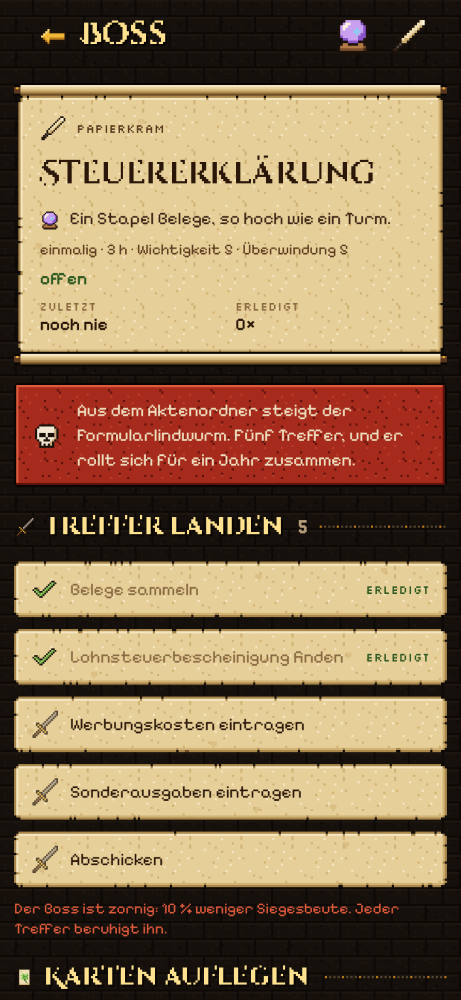 BOSS
PAPIERKRAM
STEUERERKLÄRUNG
Ein Stapel Belege, so hoch wie ein Turm.
einmalig · 3 h · Wichtigkeit S · Überwindung S
offen
ZULETZT ERLEDIGT
noch nie 0×
Aus dem Aktenordner steigt der
Formularlindwurm. Fünf Treffer, und er
rollt sich für ein Jahr zusammen.
TREFFER LANDEN 5
Belege sammeln ERLEDIGT
Lohnsteuerbescheinigung finden ERLEDIGT
Werbungskosten eintragen
Sonderausgaben eintragen
Abschicken
Der Boss ist zornig: 10 % weniger Siegesbeute. Jeder
Treffer beruhigt ihn.
KARTEN AUFLEGEN